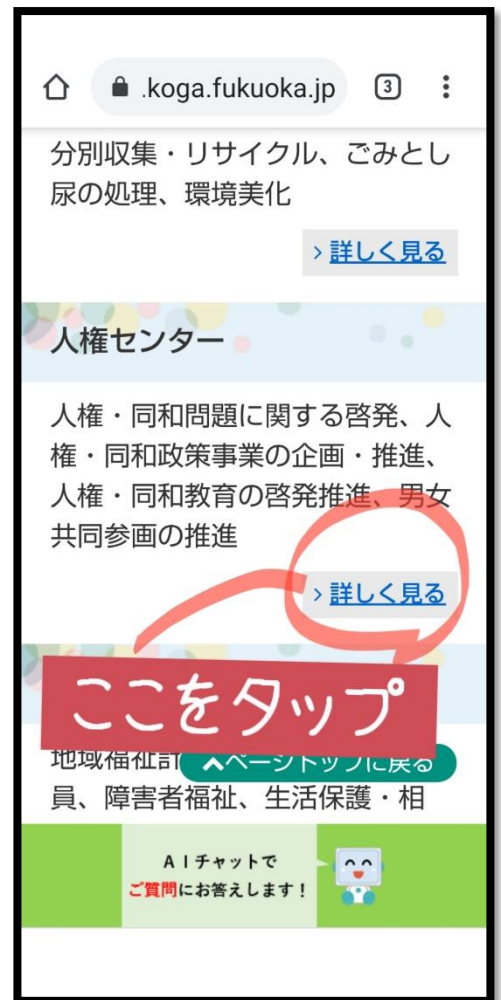 .koga.fukuoka.jp 3
分別収集・リサイクル、ごみとし
尿の処理、環境美化
› 詳しく見る
人権センター
人権・同和問題に関する啓発、人
権・同和政策事業の企画・推進、
人権・同和教育の啓発推進、男女
共同参画の推進
› 詳しく見る
ここをタップ
ページトップに戻る
地域福祉計
員、障害者福祉、生活保護・相
AIチャットで
ご質問にお答えします！